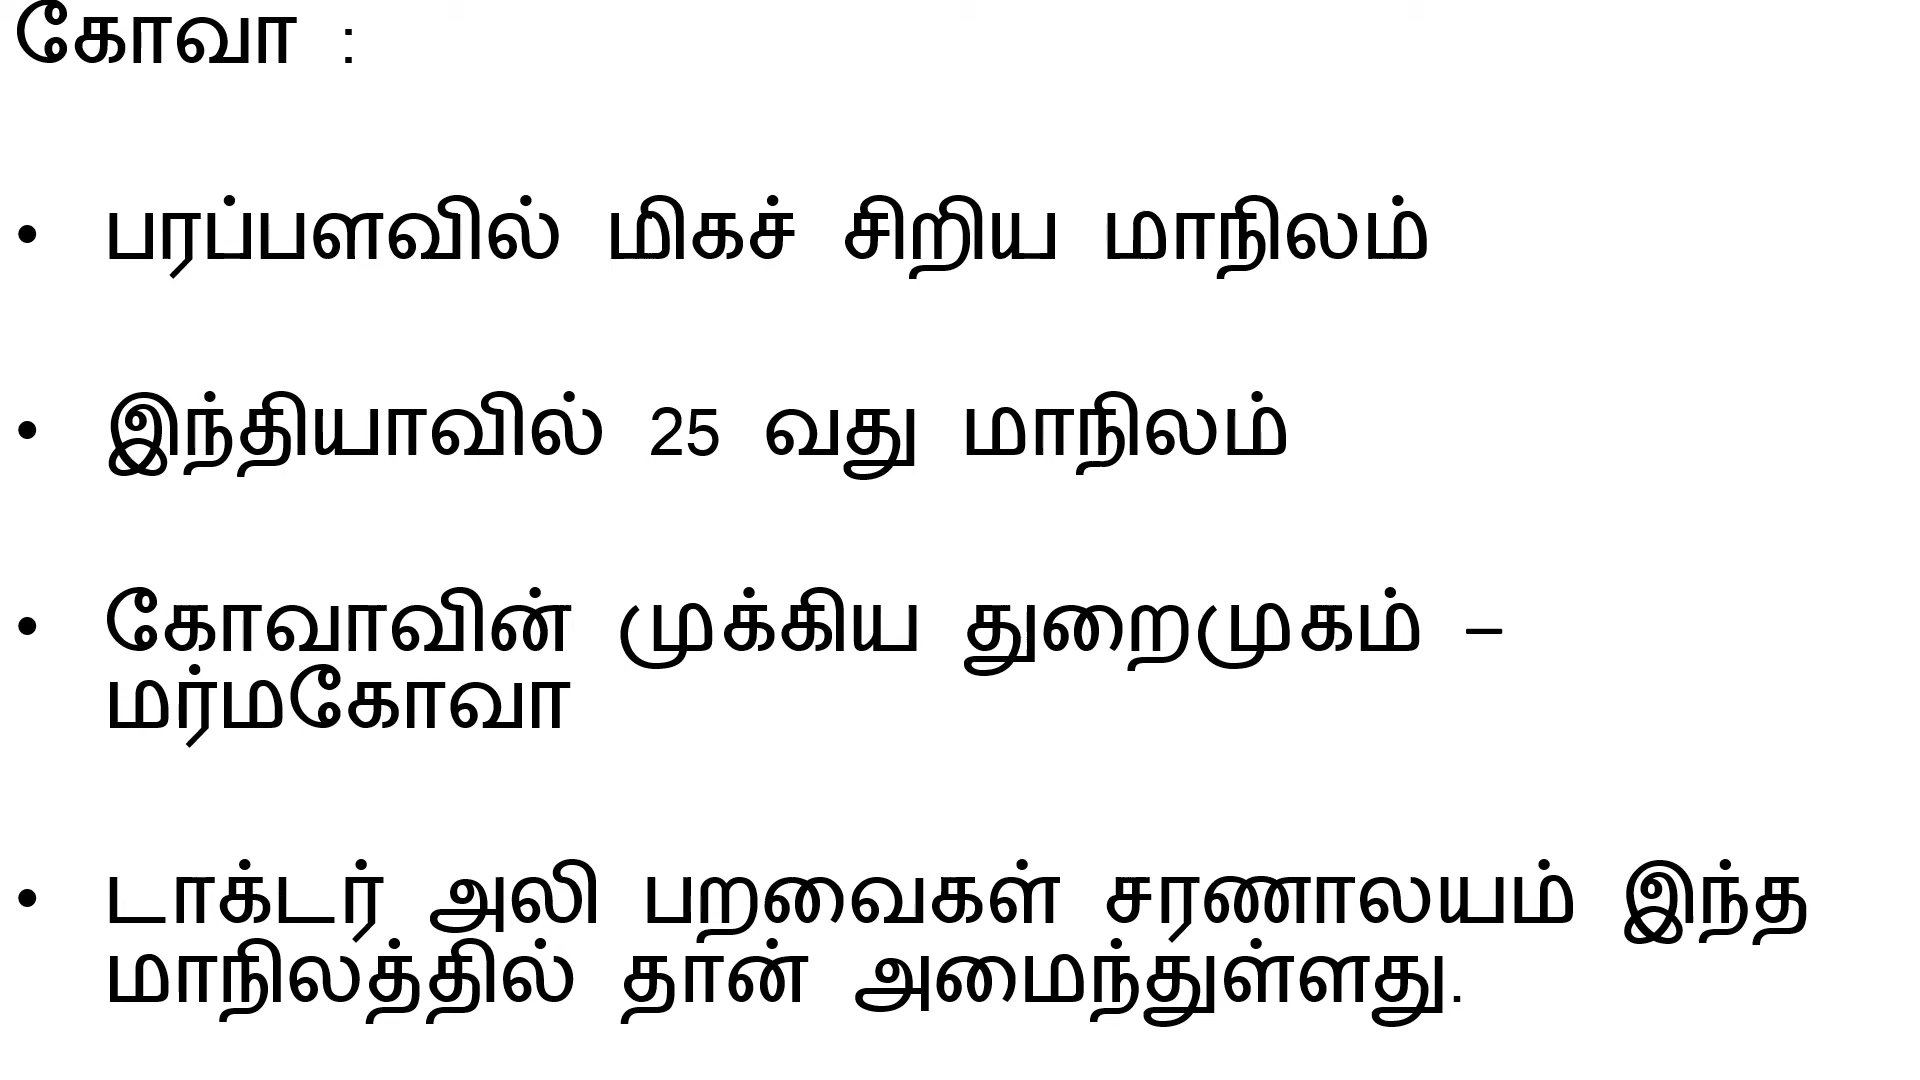 கோவா :
• பரப்பளவில் மிகச் சிறிய மாநிலம்
• இந்தியாவில் 25 வது மாநிலம்
• கோவாவின் முக்கிய துறைமுகம் –
மர்மகோவா
• டாக்டர் அலி பறவைகள் சரணாலயம் இந்த
மாநிலத்தில் தான் அமைந்துள்ளது.